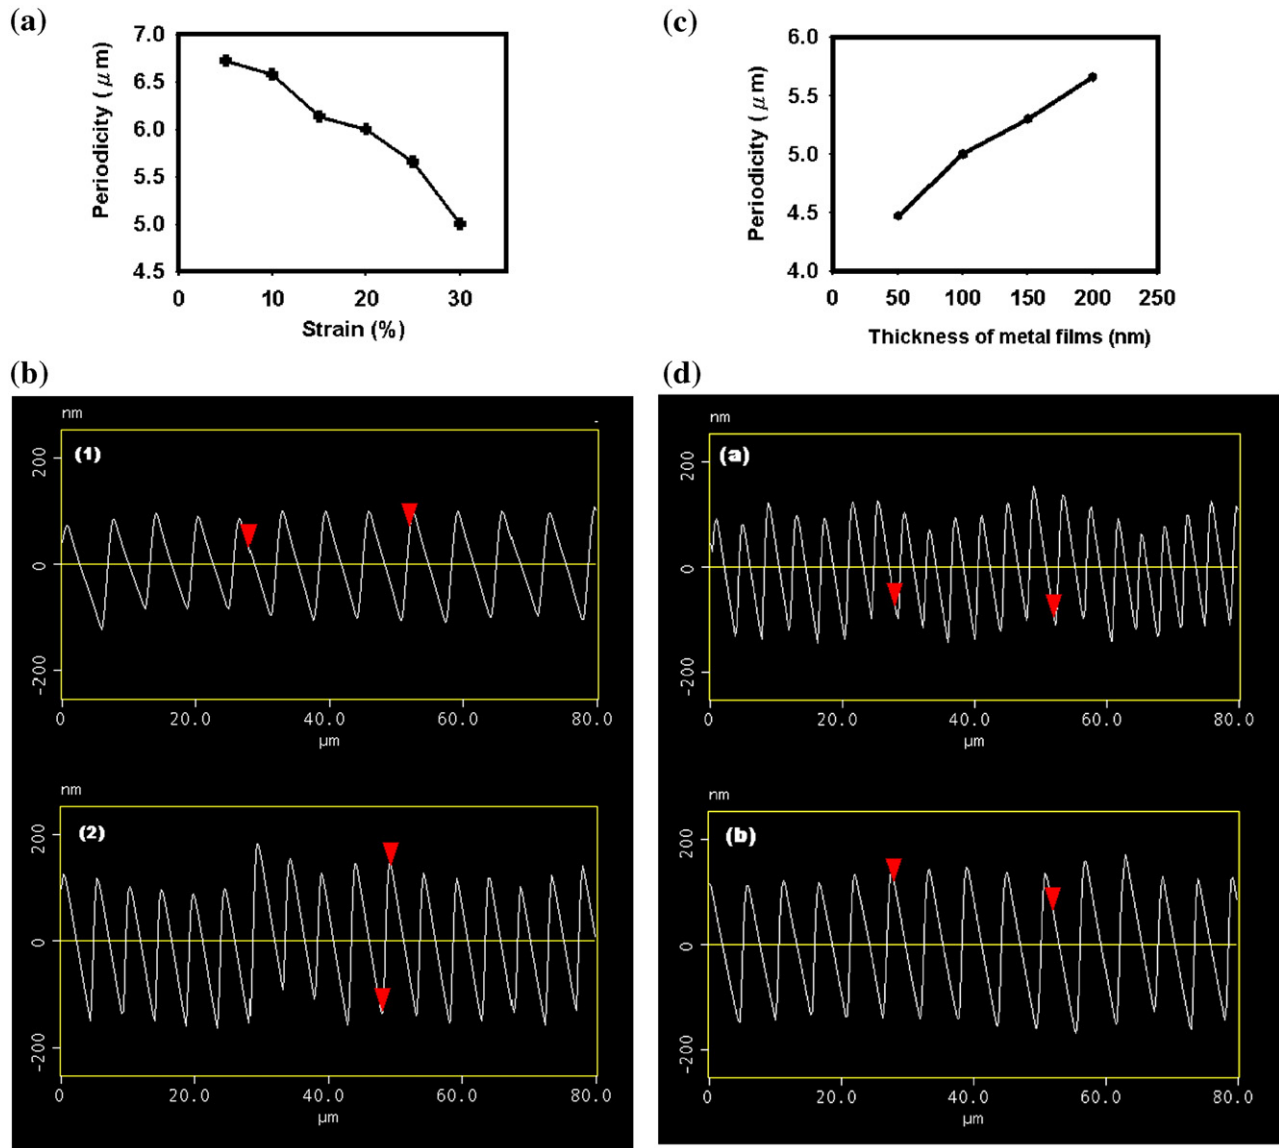 (a)
7.0
6.5
6.0
5.5
5.0
4.5
Periodicity ( μm)
0 10 20 30
Strain (%)
(c)
6.0
5.5
5.0
4.5
4.0
Periodicity ( μm)
0 50 100 150 200 250
Thickness of metal films (nm)
(b)
nm
(1)
200
0
-200
0 20.0 40.0 60.0 80.0
µm
(2)
200
0
-200
0 20.0 40.0 60.0 80.0
µm
(d)
nm
(a)
200
0
-200
0 20.0 40.0 60.0 80.0
µm
nm
(b)
200
0
-200
0 20.0 40.0 60.0 80.0
µm